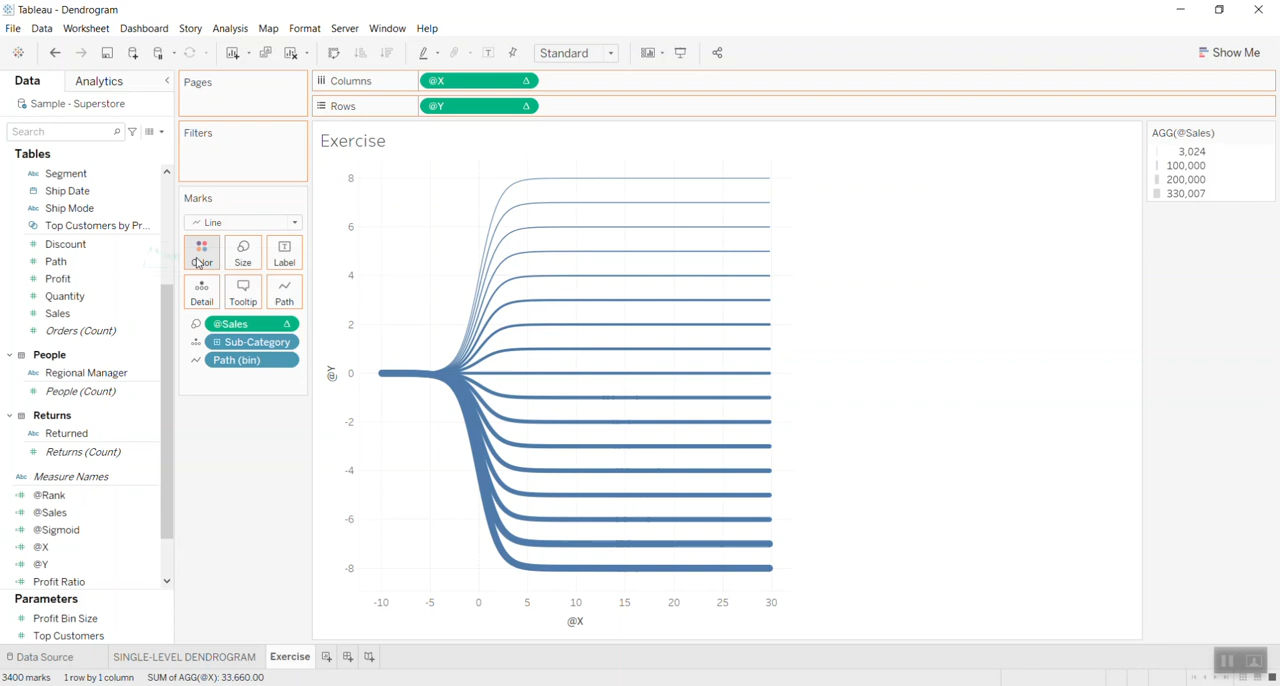 Tableau - Dendrogram
File Data Worksheet Dashboard Story Analysis Map Format Server Window Help
Standard
Show Me
Data Analytics
Sample - Superstore
Search
Tables
Abc Segment
Ship Date
Abc Ship Mode
Top Customers by Pr...
# Discount
# Path
# Profit
# Quantity
# Sales
# Orders (Count)
People
Abc Regional Manager
# People (Count)
Returns
Abc Returned
# Returns (Count)
Abc Measure Names
=# @Rank
=# @Sales
=# @Sigmoid
=# @X
=# @Y
=# Profit Ratio
Parameters
# Profit Bin Size
# Top Customers
Pages
Filters
Marks
Line
Color Size Label
Detail Tooltip Path
@Sales Δ
Sub-Category
Path (bin)
iii Columns @X Δ
Rows @Y Δ
Exercise
@Y
8
6
4
2
0
-2
-4
-6
-8
-10 -5 0 5 10 15 20 25 30
@X
AGG(@Sales)
3,024
100,000
200,000
330,007
Data Source SINGLE-LEVEL DENDROGRAM Exercise
3400 marks 1 row by 1 column SUM of AGG(@X): 33,660.00